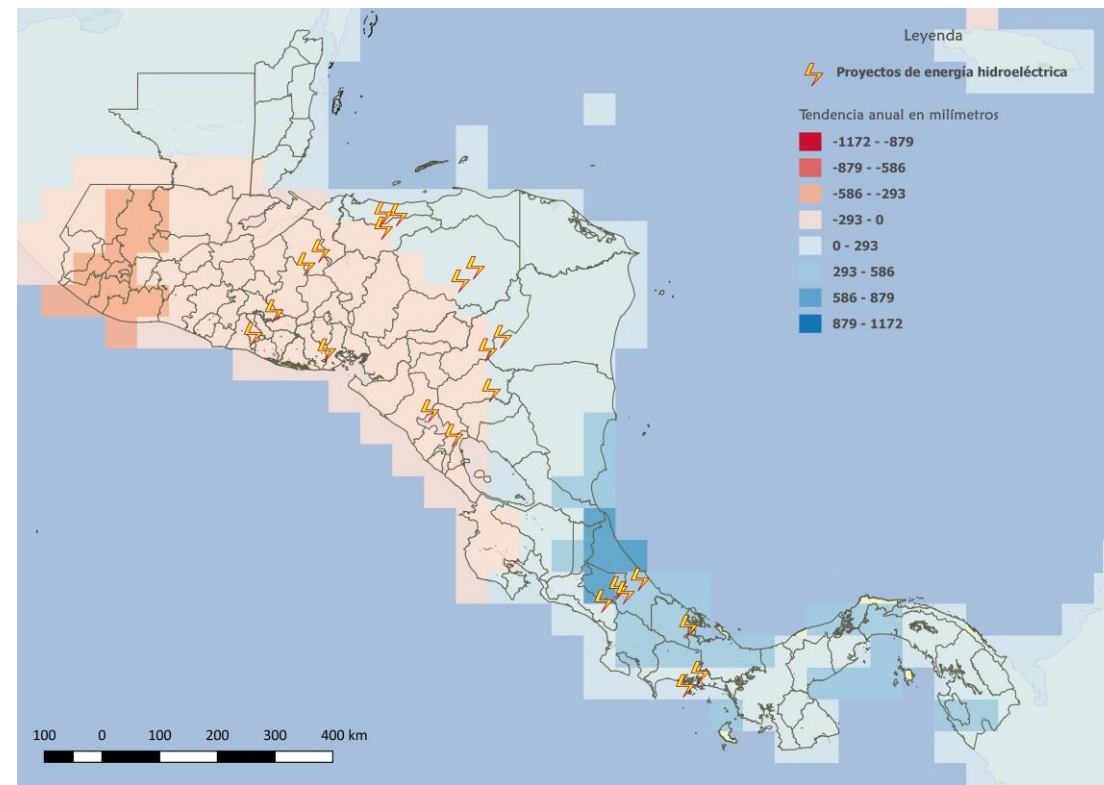 Leyenda
Proyectos de energía hidroeléctrica
Tendencia anual en milímetros
-1172 - -879
-879 - -586
-586 - -293
-293 - 0
0 - 293
293 - 586
586 - 879
879 - 1172
100 0 100 200 300 400 km